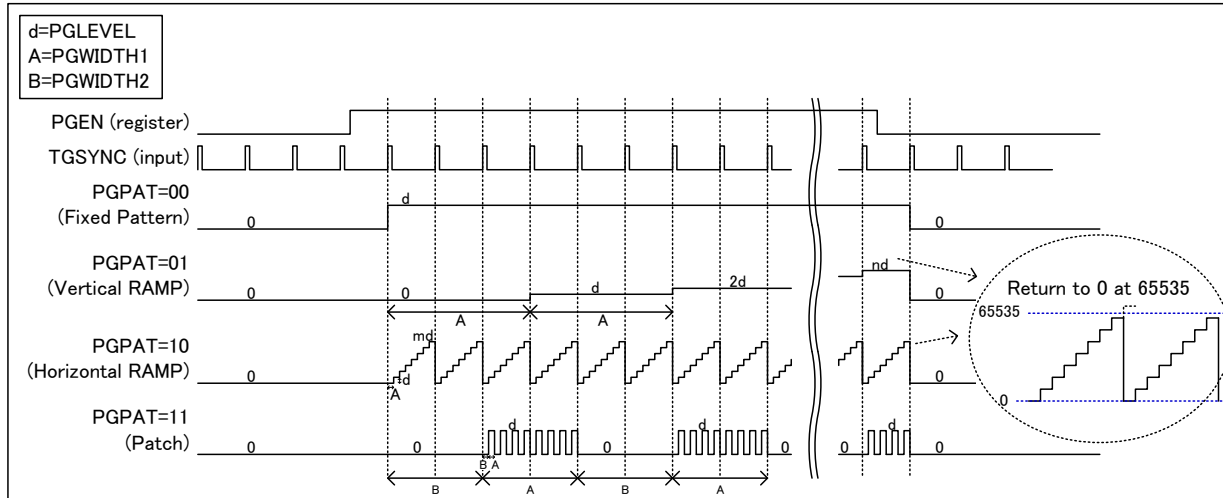 d=PGLEVEL
A=PGWIDTH1
B=PGWIDTH2
PGEN (register)
TGSYNC (input)
PGPAT=00
(Fixed Pattern)
0
d
0
PGPAT=01
(Vertical RAMP)
0
0
d
2d
nd
0
A
A
Return to 0 at 65535
65535
0
PGPAT=10
(Horizontal RAMP)
0
md
d
A
0
PGPAT=11
(Patch)
0
0
d
0
d
0
0
d
0
B
A
B
A
B
A